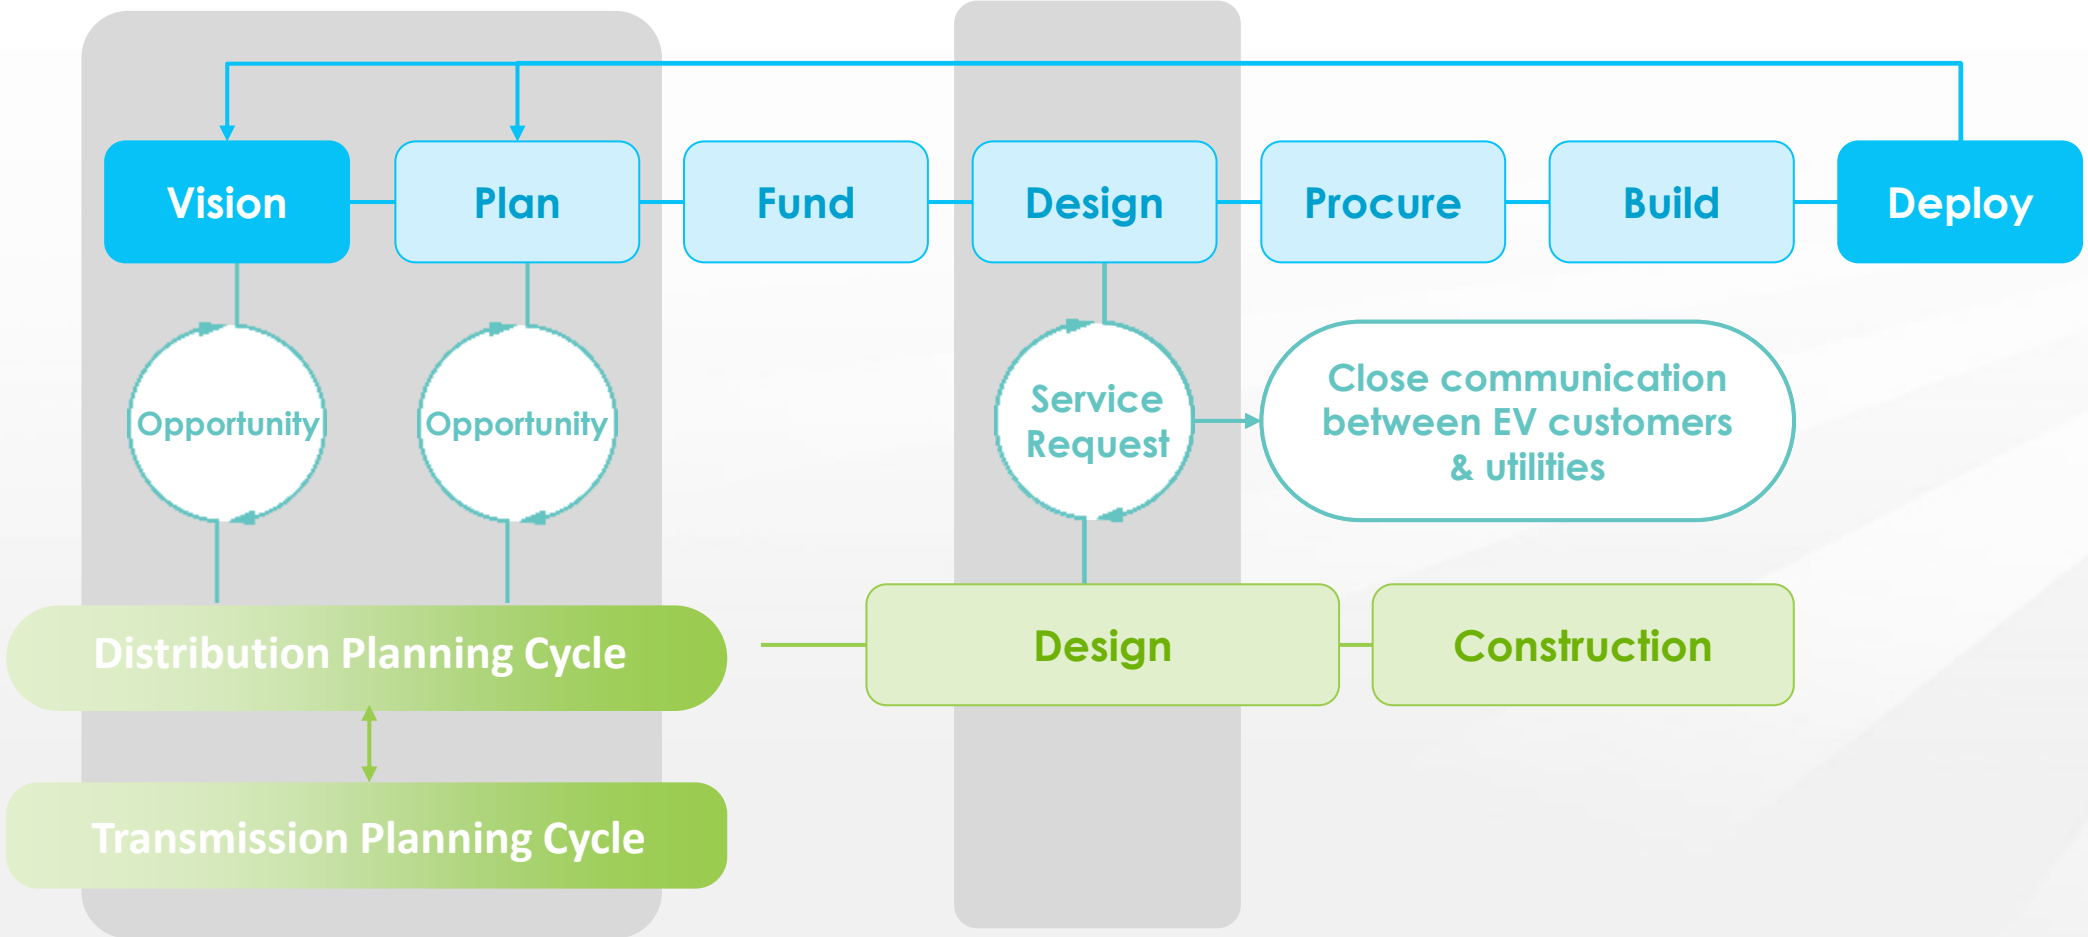 Vision
Plan
Fund
Design
Procure
Build
Deploy
Opportunity
Opportunity
Service
Request
Close communication
between EV customers
& utilities
Distribution Planning Cycle
Design
Construction
Transmission Planning Cycle